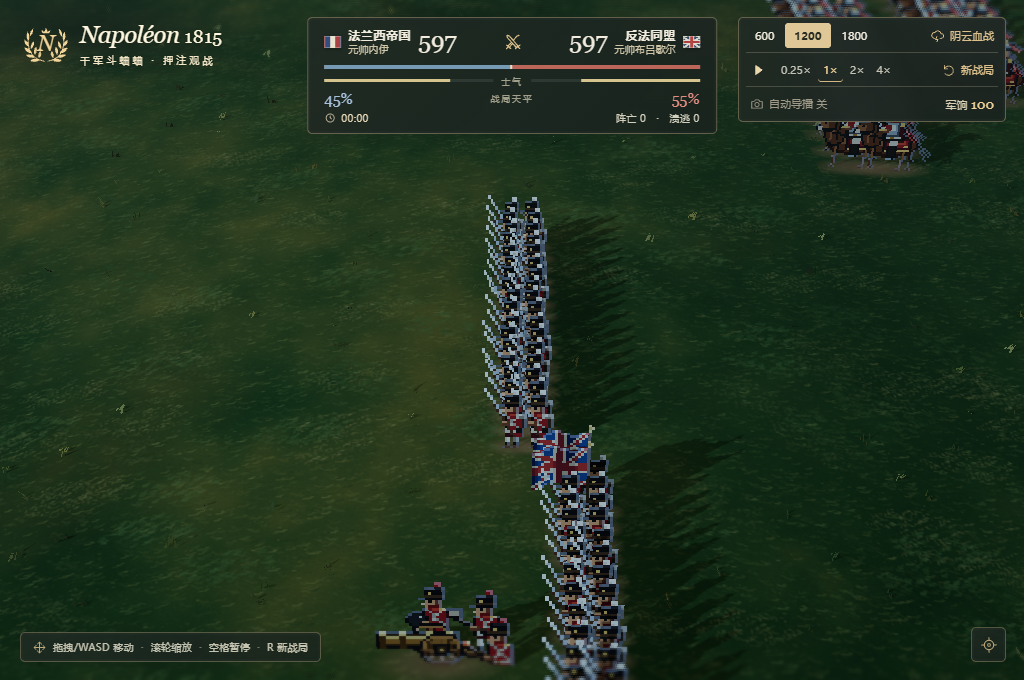 Napoléon 1815
千军斗蛐蛐 · 押注观战
法兰西帝国
元帅内伊
597
597
反法同盟
元帅布吕歇尔
士气
45%
战局天平
55%
00:00
阵亡 0 · 溃逃 0
600 1200 1800 阴云血战
0.25× 1× 2× 4× 新战局
自动导播 关 军饷 100
拖拽/WASD 移动 · 滚轮缩放 · 空格暂停 · R 新战局